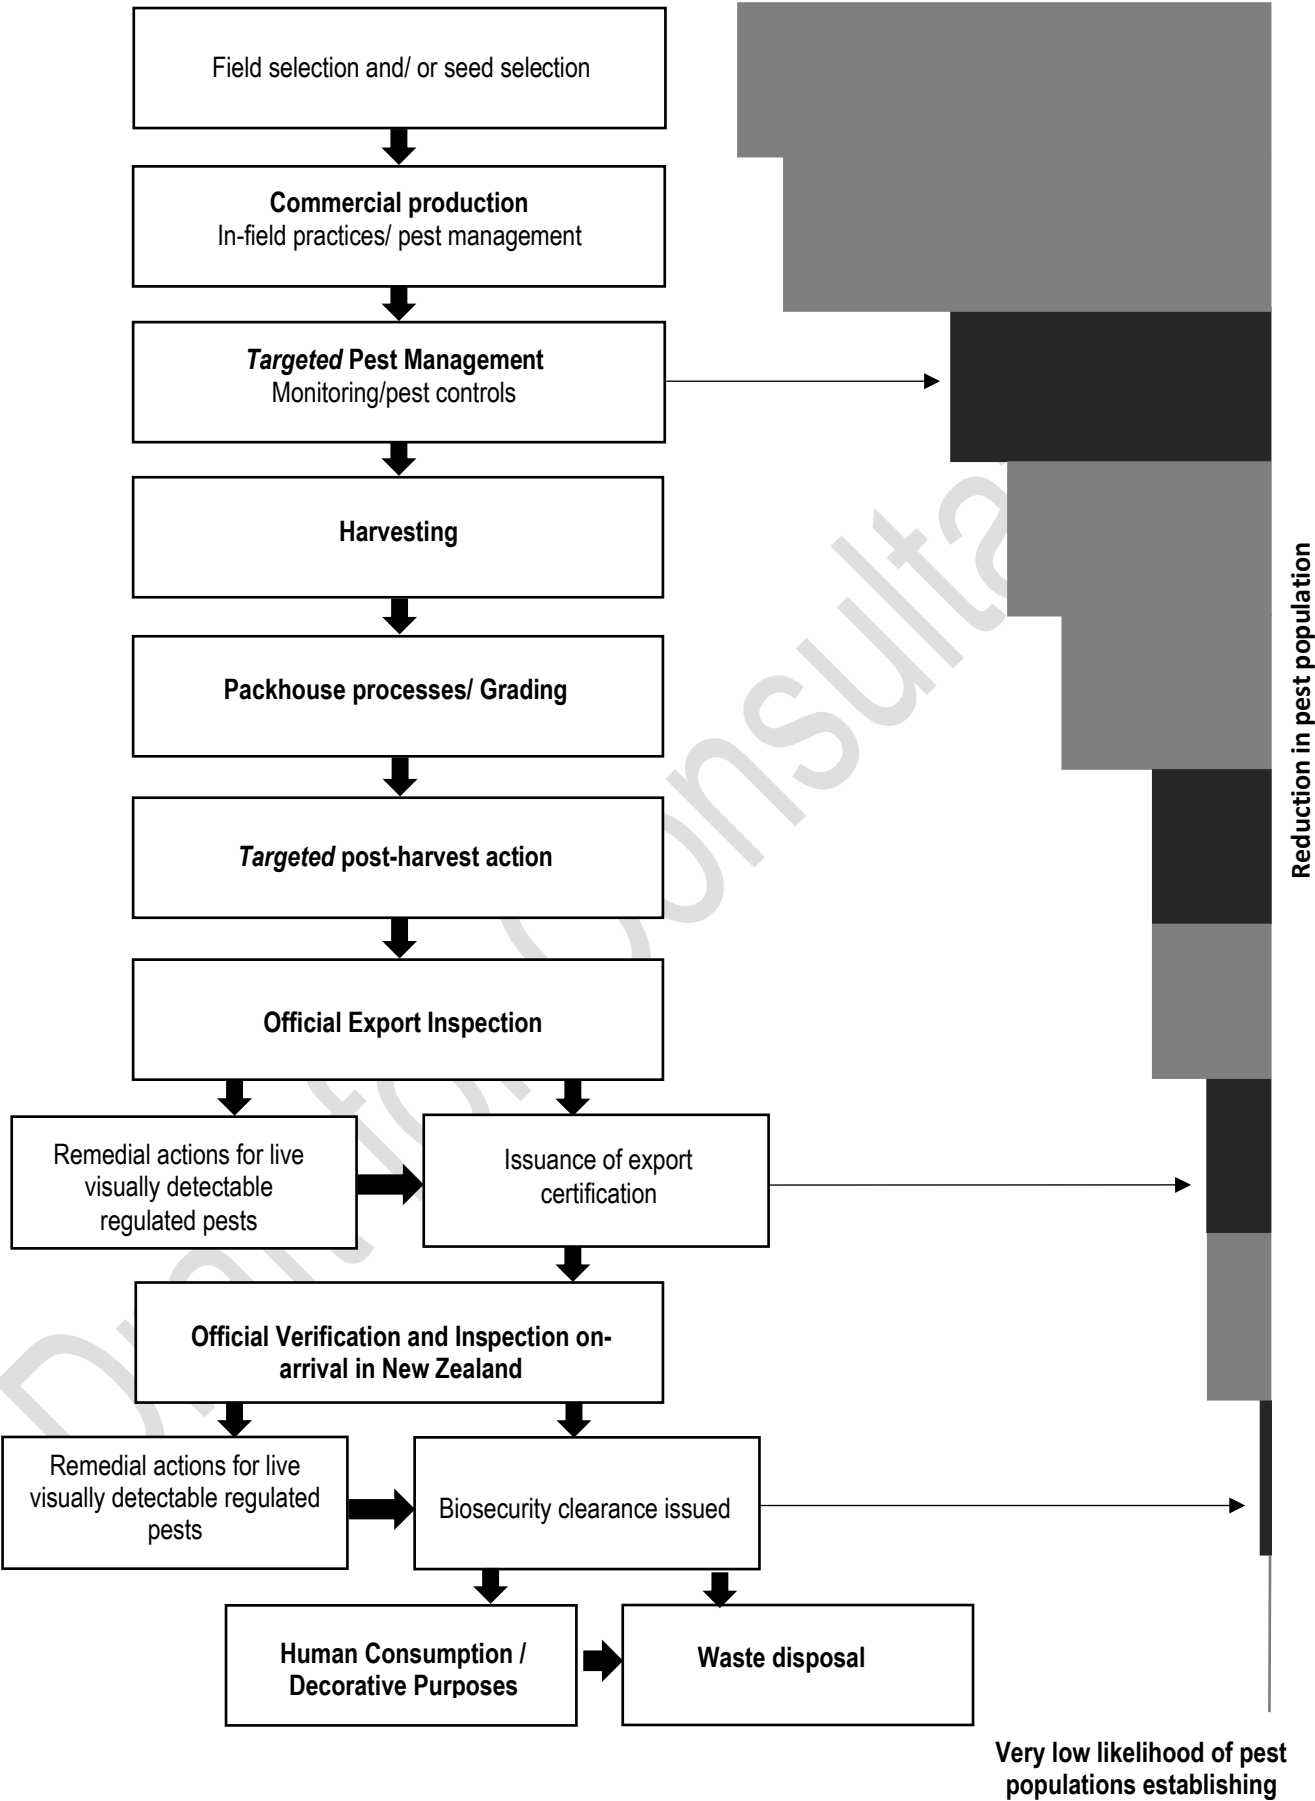 Field selection and/ or seed selection
Commercial production
In-field practices/ pest management
Targeted Pest Management
Monitoring/pest controls
Harvesting
Packhouse processes/ Grading
Targeted post-harvest action
Official Export Inspection
Remedial actions for live
visually detectable
regulated pests
Issuance of export
certification
Official Verification and Inspection on-
arrival in New Zealand
Remedial actions for live
visually detectable regulated
pests
Biosecurity clearance issued
Human Consumption /
Decorative Purposes
Waste disposal
Reduction in pest population
Very low likelihood of pest
populations establishing